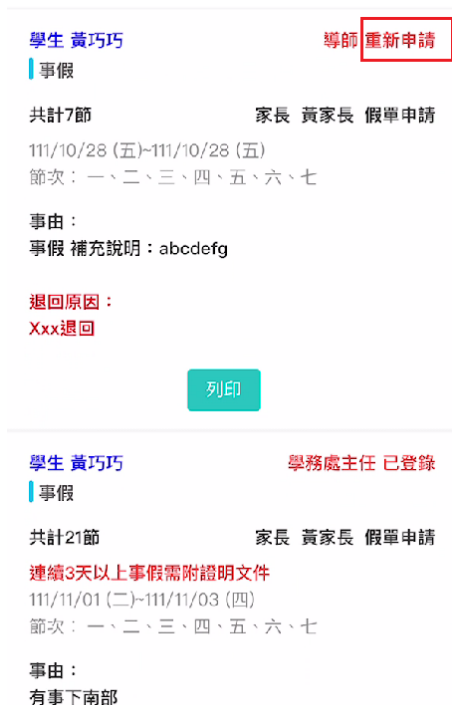 學生 黃巧巧 導師 重新申請
事假
共計7節 家長 黃家長 假單申請
111/10/28 (五)~111/10/28 (五)
節次：一、二、三、四、五、六、七
事由：
事假 補充說明：abcdefg
退回原因：
Xxx退回
列印
學生 黃巧巧 學務處主任 已登錄
事假
共計21節 家長 黃家長 假單申請
連續3天以上事假需附證明文件
111/11/01 (二)~111/11/03 (四)
節次：一、二、三、四、五、六、七
事由：
有事下南部